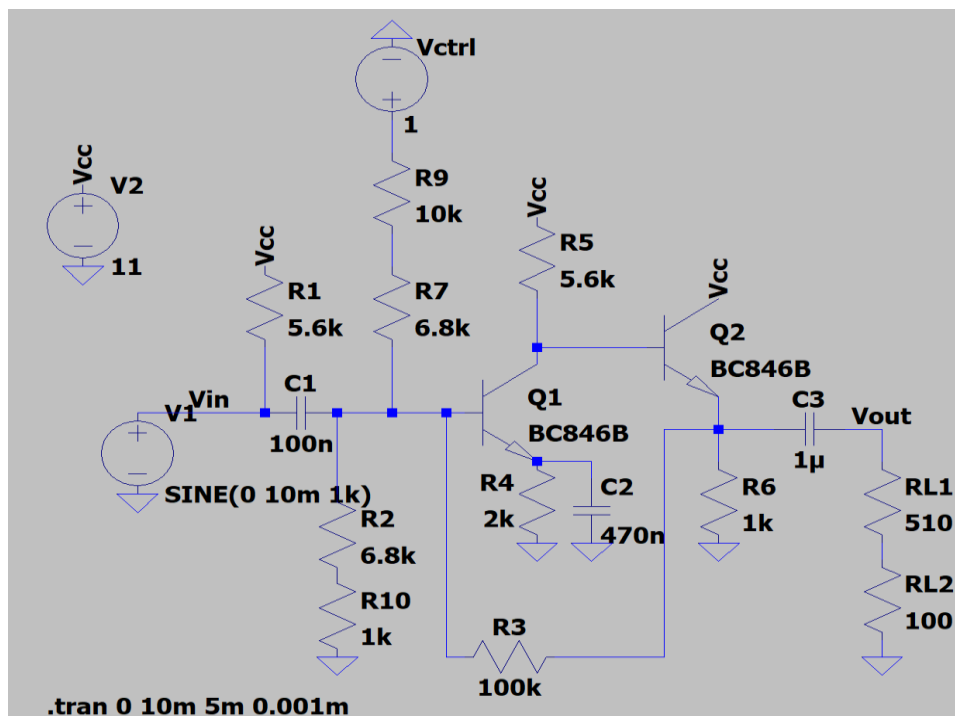 Vctrl
1
Vcc
V2
11
R9
10k
Vcc
R5
5.6k
Vcc
R1
5.6k
R7
6.8k
Vcc
Q2
BC846B
Vin
V1
C1
100n
Q1
BC846B
C3
1µ
Vout
SINE(0 10m 1k)
R4
2k
C2
470n
R6
1k
RL1
510
R2
6.8k
R10
1k
RL2
100
R3
100k
.tran 0 10m 5m 0.001m